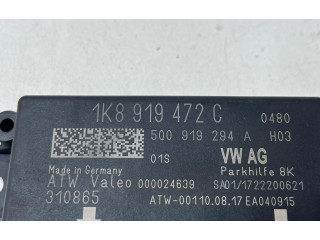 1K8 919 472 C 0480
5Q0 919 294 A H03
01S VW AG
Made in Germany Parkhilfe 8K
ATW Valeo 000024639 SA01/1722200621
310865 ATW-00110.08.17 EA040915